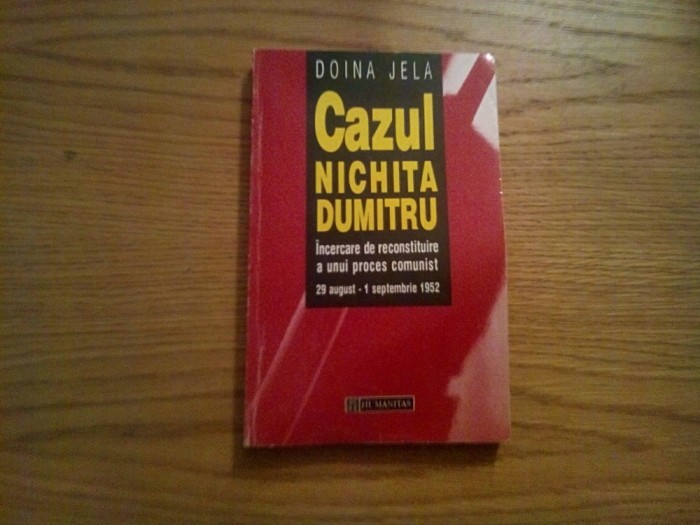 DOINA JELA
Cazul
NICHITA
DUMITRU
Încercare de reconstituire
a unui proces comunist
29 august - 1 septembrie 1952
HUMANITAS